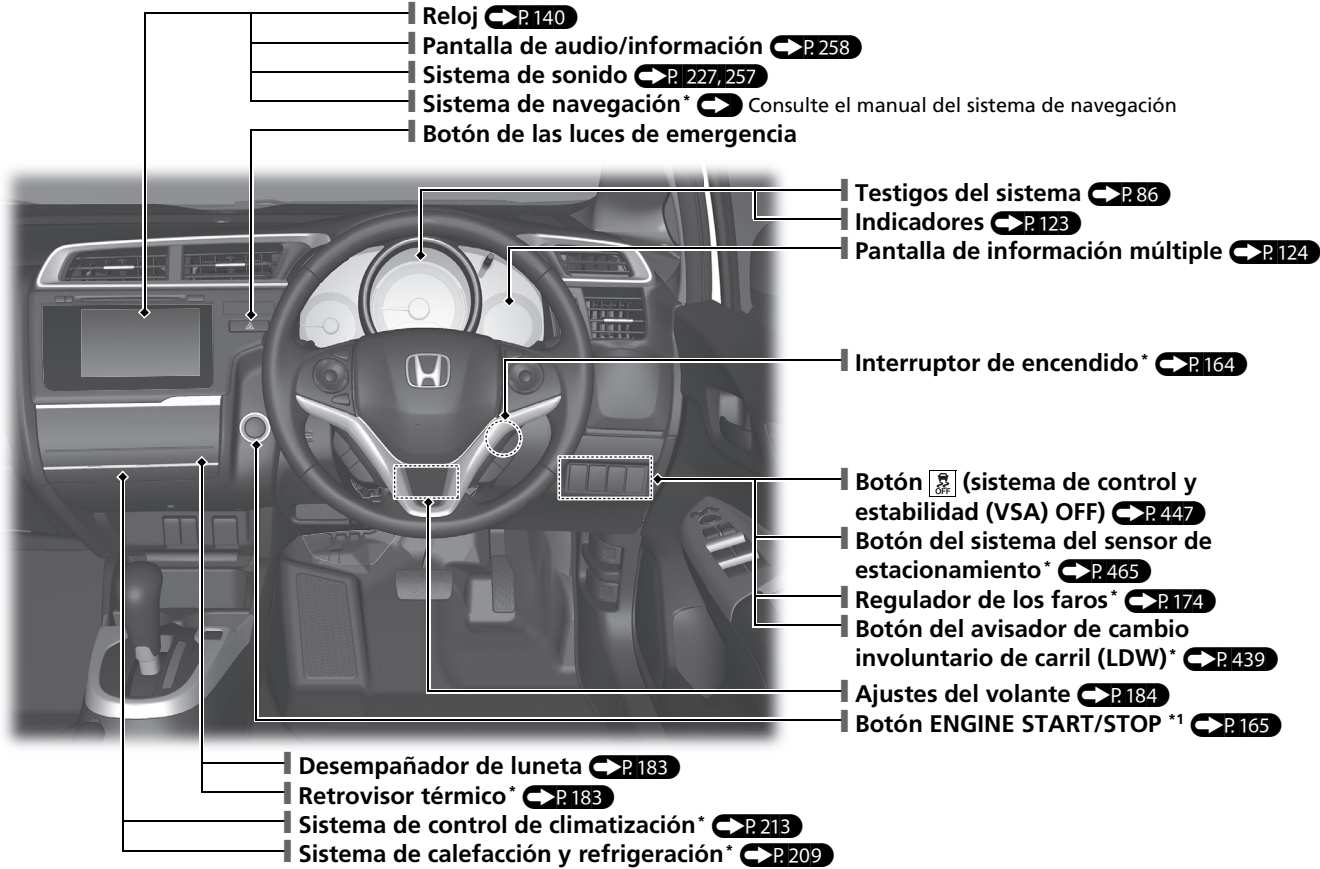 Reloj P. 140
Pantalla de audio/información P. 258
Sistema de sonido P. 227, 257
Sistema de navegación* Consulte el manual del sistema de navegación
Botón de las luces de emergencia
Testigos del sistema P. 86
Indicadores P. 123
Pantalla de información múltiple P. 124
Interruptor de encendido* P. 164
Botón OFF (sistema de control y
estabilidad (VSA) OFF) P. 447
Botón del sistema del sensor de
estacionamiento* P. 465
Regulador de los faros* P. 174
Botón del avisador de cambio
involuntario de carril (LDW)* P. 439
Ajustes del volante P. 184
Botón ENGINE START/STOP *1 P. 165
Desempañador de luneta P. 183
Retrovisor térmico* P. 183
Sistema de control de climatización* P. 213
Sistema de calefacción y refrigeración* P. 209